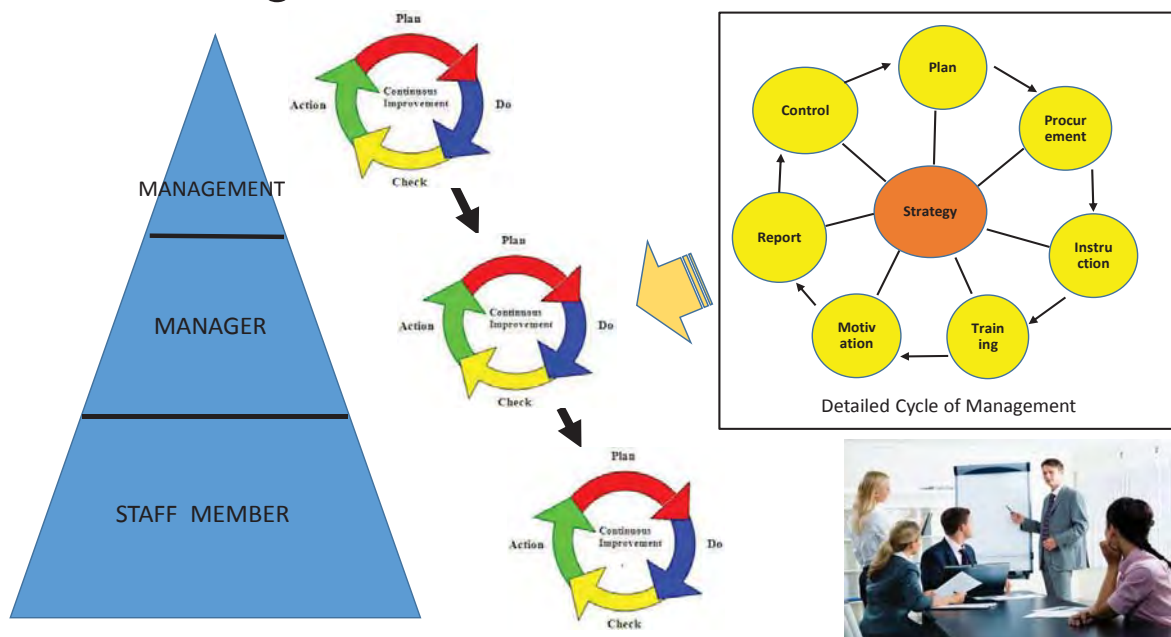 Plan
Action
Continuous
Improvement
Do
Check
MANAGEMENT
Plan
Action
Continuous
Improvement
Do
Check
MANAGER
Plan
Action
Continuous
Improvement
Do
Check
STAFF MEMBER
Plan
Control
Procur
ement
Strategy
Report
Instru
ction
Motiv
ation
Train
ing
Detailed Cycle of Management